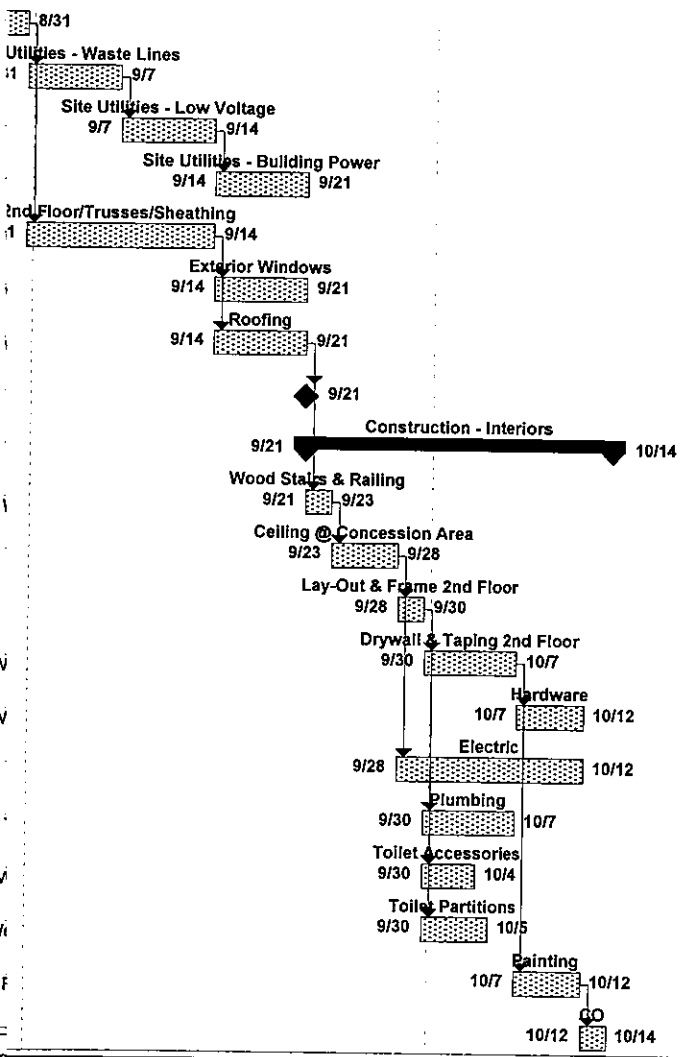 8/31
Utilities - Waste Lines
9/7
Site Utilities - Low Voltage
9/7 9/14
Site Utilities - Building Power
9/14 9/21
2nd Floor/Trusses/Sheathing
9/14
Exterior Windows
9/14 9/21
Roofing
9/14 9/21
9/21
Construction - Interiors
9/21 10/14
Wood Stairs & Railing
9/21 9/23
Ceiling @ Concession Area
9/23 9/28
Lay-Out & Frame 2nd Floor
9/28 9/30
Drywall & Taping 2nd Floor
9/30 10/7
Hardware
10/7 10/12
Electric
9/28 10/12
Plumbing
9/30 10/7
Toilet Accessories
9/30 10/4
Toilet Partitions
9/30 10/5
Painting
10/7 10/12
CO
10/12 10/14